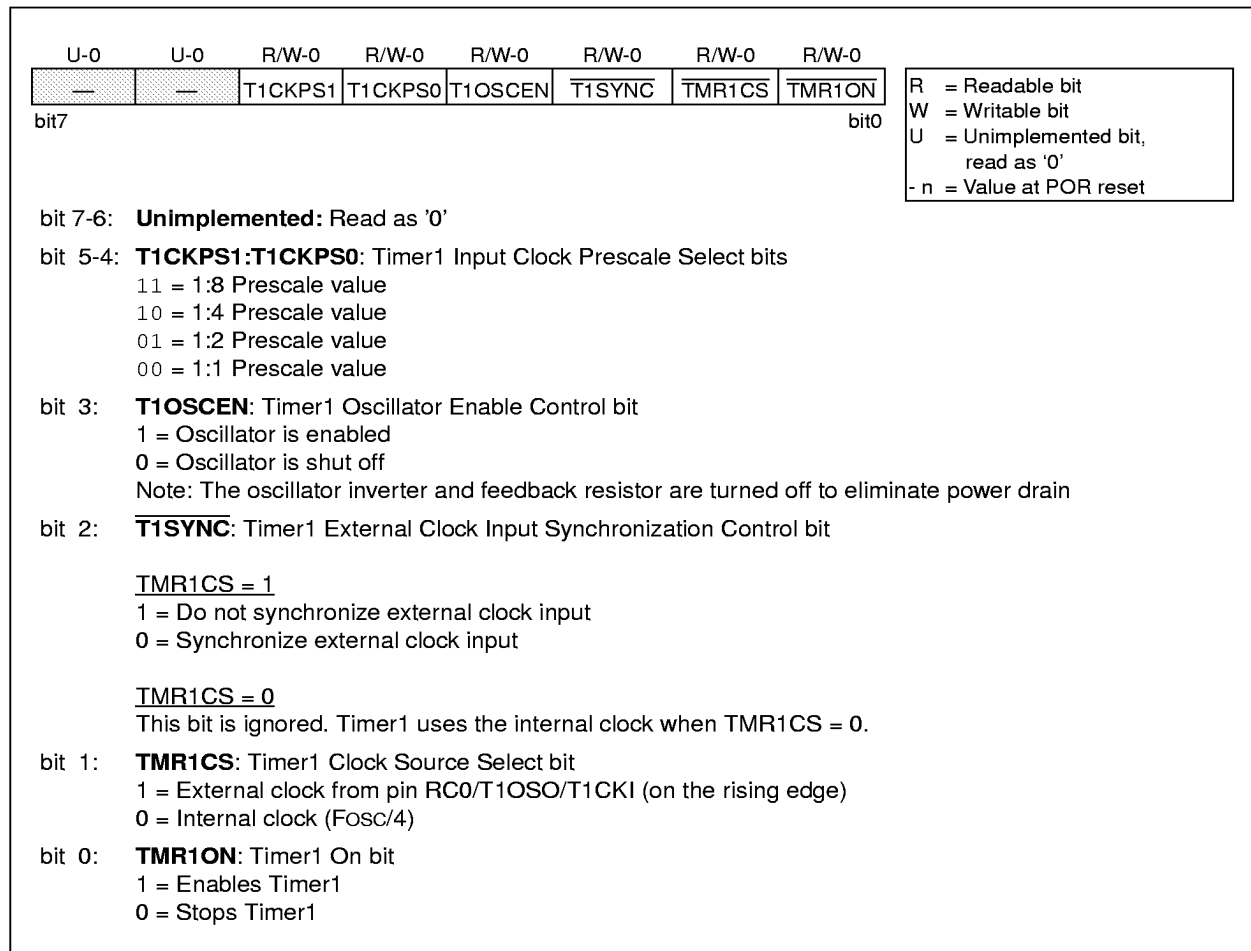 U-0 U-0 R/W-0 R/W-0 R/W-0 R/W-0 R/W-0 R/W-0
— — T1CKPS1 T1CKPS0 T1OSCEN T̅1̅S̅Y̅N̅C̅ T̅M̅R̅1̅C̅S̅ T̅M̅R̅1̅O̅N̅
bit7 bit0
R = Readable bit
W = Writable bit
U = Unimplemented bit,
read as ‘0’
- n = Value at POR reset
bit 7-6: Unimplemented: Read as '0'
bit 5-4: T1CKPS1:T1CKPS0: Timer1 Input Clock Prescale Select bits
11 = 1:8 Prescale value
10 = 1:4 Prescale value
01 = 1:2 Prescale value
00 = 1:1 Prescale value
bit 3: T1OSCEN: Timer1 Oscillator Enable Control bit
1 = Oscillator is enabled
0 = Oscillator is shut off
Note: The oscillator inverter and feedback resistor are turned off to eliminate power drain
bit 2: T̅1̅S̅Y̅N̅C̅: Timer1 External Clock Input Synchronization Control bit
TMR1CS = 1
1 = Do not synchronize external clock input
0 = Synchronize external clock input
TMR1CS = 0
This bit is ignored. Timer1 uses the internal clock when TMR1CS = 0.
bit 1: TMR1CS: Timer1 Clock Source Select bit
1 = External clock from pin RC0/T1OSO/T1CKI (on the rising edge)
0 = Internal clock (FOSC/4)
bit 0: TMR1ON: Timer1 On bit
1 = Enables Timer1
0 = Stops Timer1